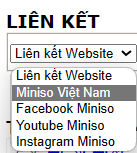 LIÊN KẾT
Liên kết Website
Liên kết Website
Miniso Việt Nam
Facebook Miniso
Youtube Miniso
Instagram Miniso